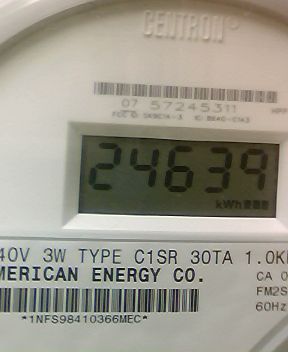 CENTRON®
07 57245311
24639
kWh
40V 3W TYPE C1SR 30TA 1.0K
MERICAN ENERGY CO.
CA 0
FM2S
60Hz
*1NFS98410366MEC*